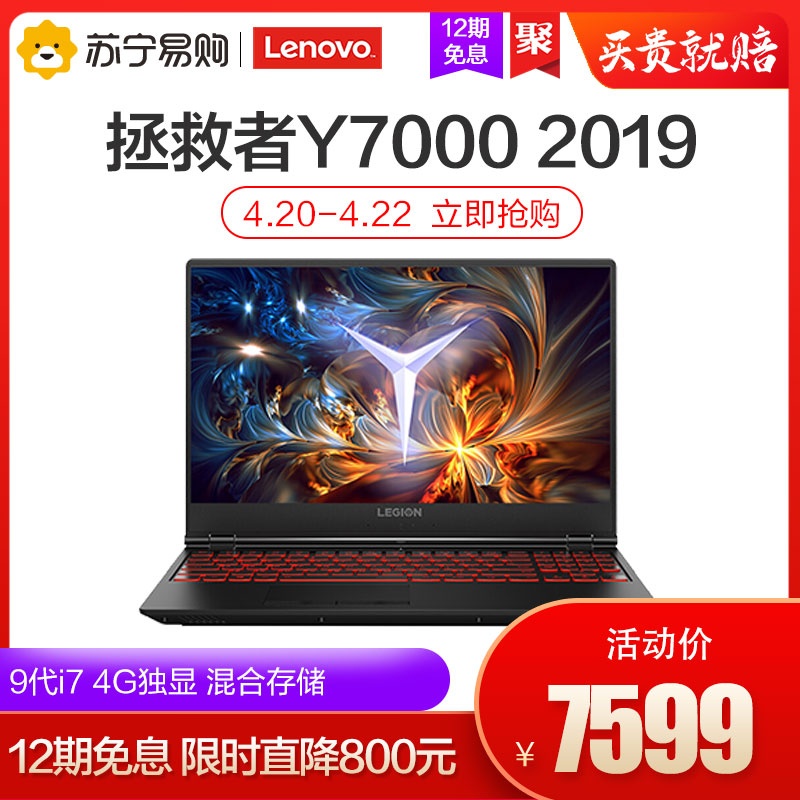 苏宁易购 Lenovo 12期免息 聚 买贵就赔
拯救者Y7000 2019
4.20-4.22 立即抢购
LEGION
9代i7 4G独显 混合存储
12期免息 限时直降800元
活动价
¥7599